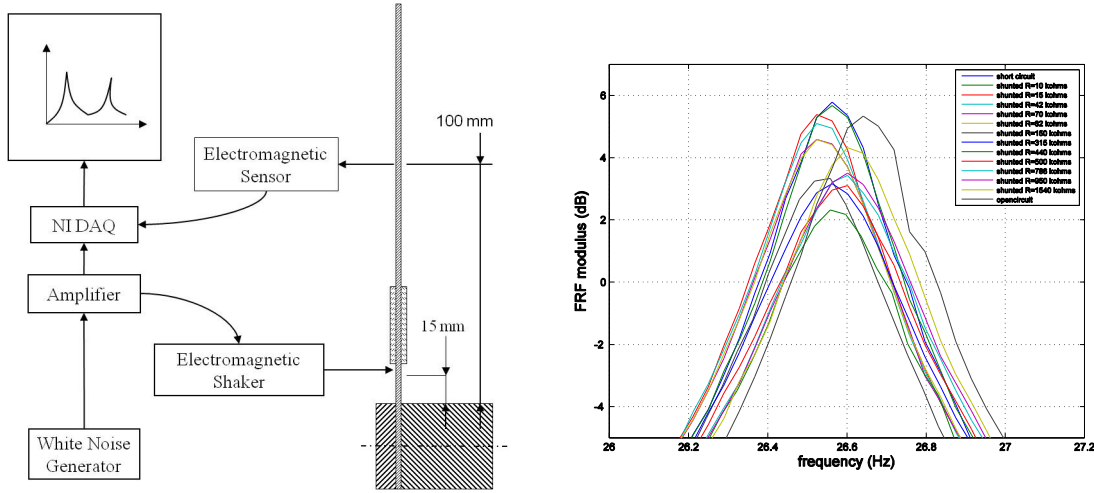 100 mm
Electromagnetic
Sensor
NI DAQ
Amplifier
15 mm
Electromagnetic
Shaker
White Noise
Generator
short circuit
shunted R=10 kohms
shunted R=15 kohms
shunted R=42 kohms
shunted R=70 kohms
shunted R=82 kohms
shunted R=150 kohms
shunted R=315 kohms
shunted R=440 kohms
shunted R=500 kohms
shunted R=786 kohms
shunted R=950 kohms
shunted R=1540 kohms
opencircuit
6
4
2
0
-2
-4
FRF modulus (dB)
26
26.2
26.4
26.6
26.8
27
27.2
frequency (Hz)